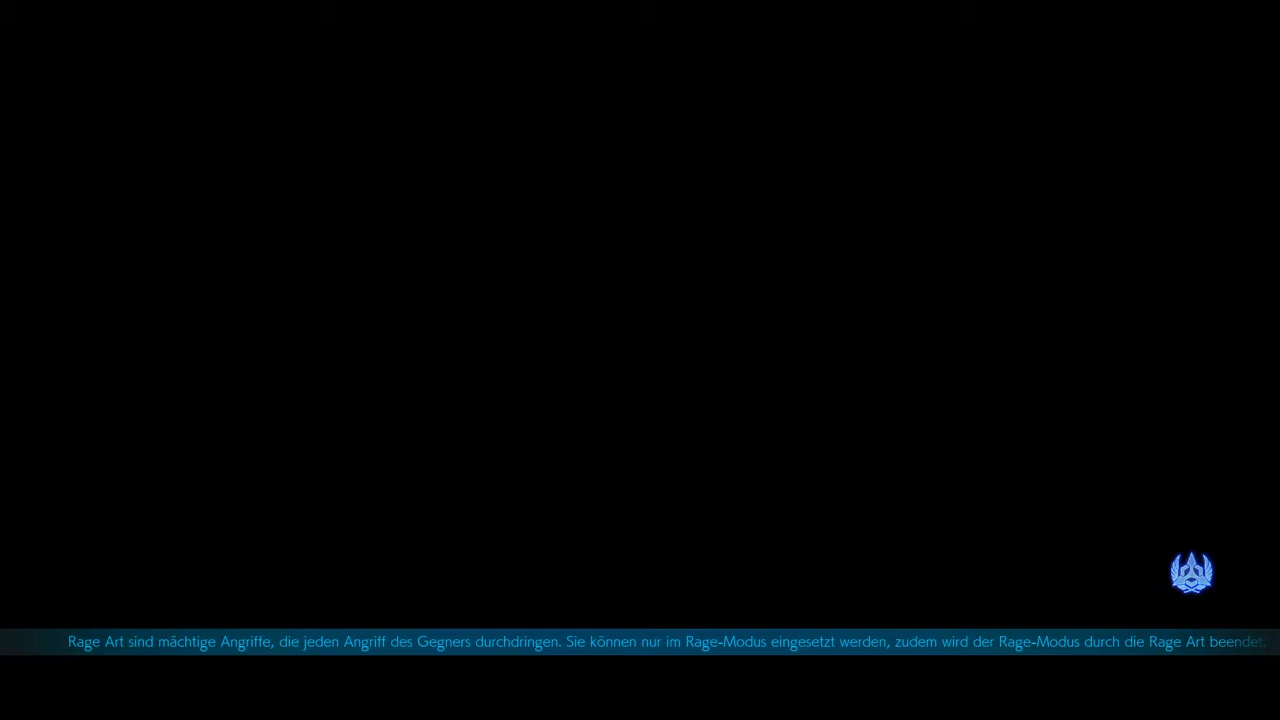 Rage Art sind mächtige Angriffe, die jeden Angriff des Gegners durchdringen. Sie können nur im Rage-Modus eingesetzt werden, zudem wird der Rage-Modus durch die Rage Art beendet.